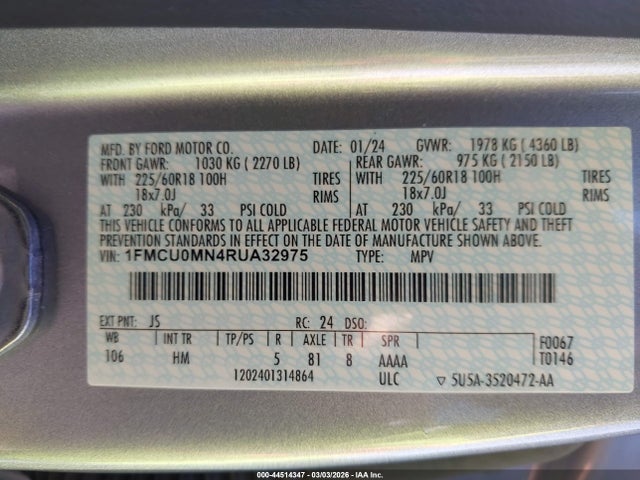 MFD. BY FORD MOTOR CO. DATE: 01/24 GVWR: 1978 KG ( 4360 LB)
FRONT GAWR: 1030 KG ( 2270 LB) REAR GAWR: 975 KG ( 2150 LB)
WITH 225/60R18 100H TIRES WITH 225/60R18 100H TIRES
18x7.0J RIMS 18x7.0J RIMS
AT 230 kPa/ 33 PSI COLD AT 230 kPa/ 33 PSI COLD
THIS VEHICLE CONFORMS TO ALL APPLICABLE FEDERAL MOTOR VEHICLE SAFETY AND THEFT
PREVENTION STANDARDS IN EFFECT ON THE DATE OF MANUFACTURE SHOWN ABOVE.
VIN: 1FMCU0MN4RUA32975 TYPE: MPV
EXT PNT: JS RC: 24 DSO:
WB INT TR TP/PS R AXLE TR SPR F0067
106 HM 5 81 8 AAAA T0146
1202401314864 ULC ▽ 5U5A-3520472-AA
000-44514347 - 03/03/2026 - IAA Inc.